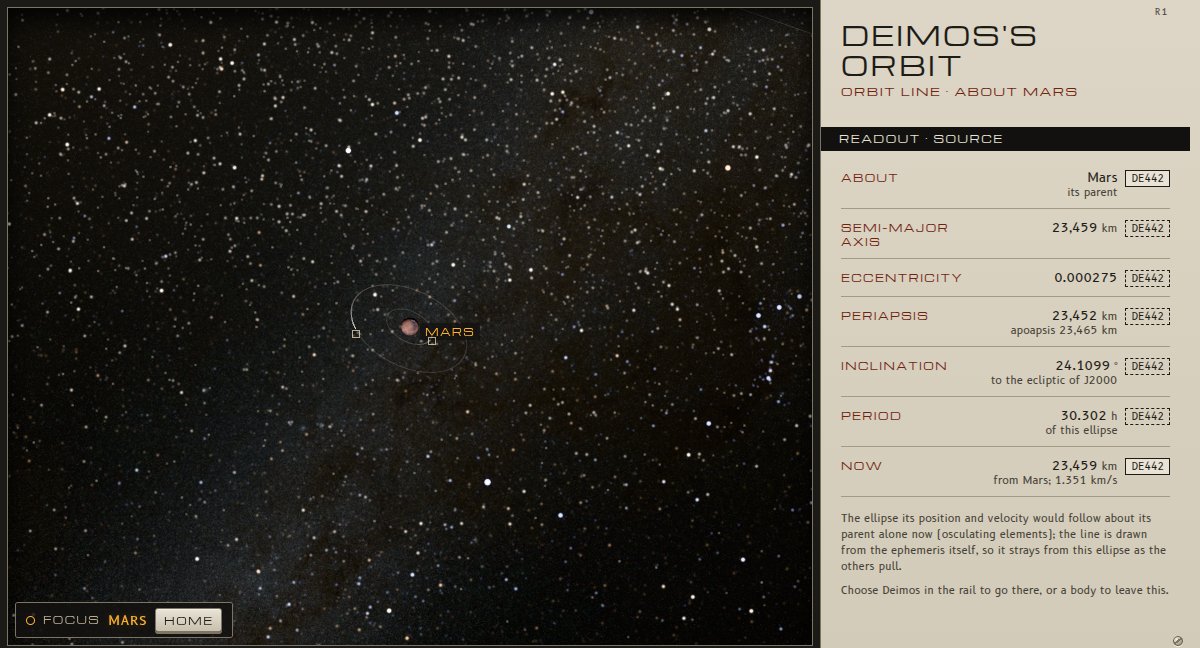 R1
DEIMOS'S
ORBIT
ORBIT LINE · ABOUT MARS
READOUT · SOURCE
ABOUT Mars DE442
its parent
SEMI-MAJOR AXIS 23,459 km DE442
ECCENTRICITY 0.000275 DE442
PERIAPSIS 23,452 km DE442
apoapsis 23,465 km
INCLINATION 24.1099 ° DE442
to the ecliptic of J2000
PERIOD 30.302 h DE442
of this ellipse
NOW 23,459 km DE442
from Mars; 1.351 km/s
The ellipse its position and velocity would follow about its
parent alone now [osculating elements]; the line is drawn
from the ephemeris itself, so it strays from this ellipse as the
others pull.
Choose Deimos in the rail to go there, or a body to leave this.
MARS
FOCUS MARS HOME